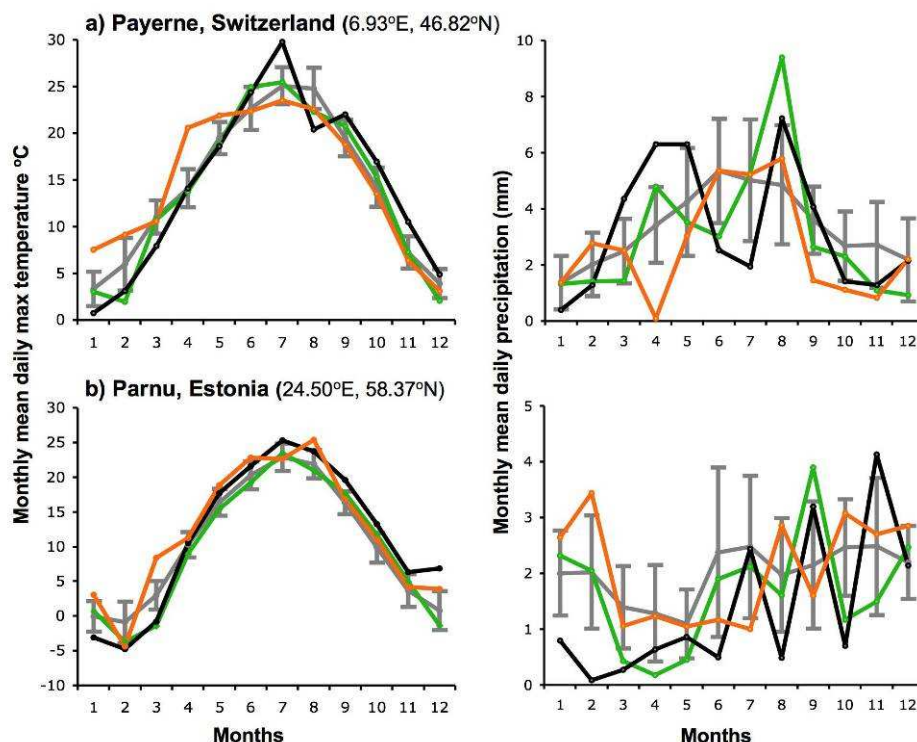 a) Payerne, Switzerland (6.93ºE, 46.82ºN)
Monthly mean daily max temperature ºC
30
25
20
15
10
5
0
1 2 3 4 5 6 7 8 9 10 11 12
Monthly mean daily precipitation (mm)
10
8
6
4
2
0
1 2 3 4 5 6 7 8 9 10 11 12
b) Parnu, Estonia (24.50ºE, 58.37ºN)
30
25
20
15
10
5
0
-5
-10
1 2 3 4 5 6 7 8 9 10 11 12
Months
5
4
3
2
1
0
1 2 3 4 5 6 7 8 9 10 11 12
Months